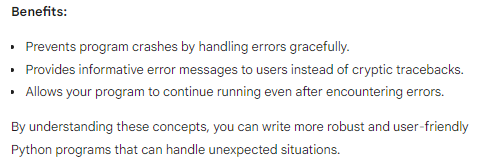 Benefits:
• Prevents program crashes by handling errors gracefully.
• Provides informative error messages to users instead of cryptic tracebacks.
• Allows your program to continue running even after encountering errors.
By understanding these concepts, you can write more robust and user-friendly
Python programs that can handle unexpected situations.